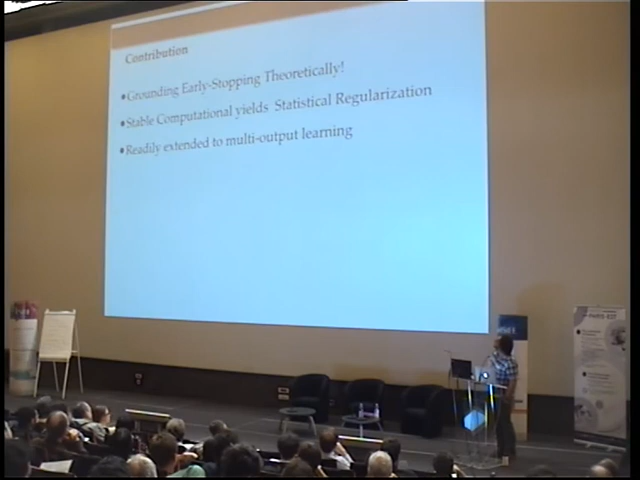 Contribution
•Grounding Early-Stopping Theoretically!
•Stable Computational yields Statistical Regularization
•Readily extended to multi-output learning